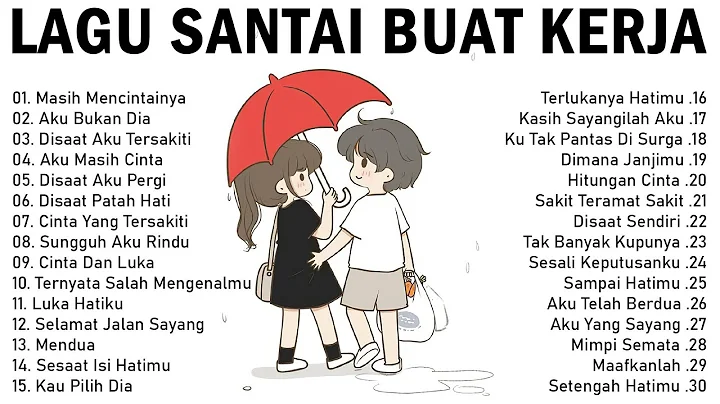 LAGU SANTAI BUAT KERJA
01. Masih Mencintainya
02. Aku Bukan Dia
03. Disaat Aku Tersakiti
04. Aku Masih Cinta
05. Disaat Aku Pergi
06. Disaat Patah Hati
07. Cinta Yang Tersakiti
08. Sungguh Aku Rindu
09. Cinta Dan Luka
10. Ternyata Salah Mengenalmu
11. Luka Hatiku
12. Selamat Jalan Sayang
13. Mendua
14. Sesaat Isi Hatimu
15. Kau Pilih Dia
Terlukanya Hatimu .16
Kasih Sayangilah Aku .17
Ku Tak Pantas Di Surga .18
Dimana Janjimu .19
Hitungan Cinta .20
Sakit Teramat Sakit .21
Disaat Sendiri .22
Tak Banyak Kupunya .23
Sesali Keputusanku .24
Sampai Hatimu .25
Aku Telah Berdua .26
Aku Yang Sayang .27
Mimpi Semata .28
Maafkanlah .29
Setengah Hatimu .30